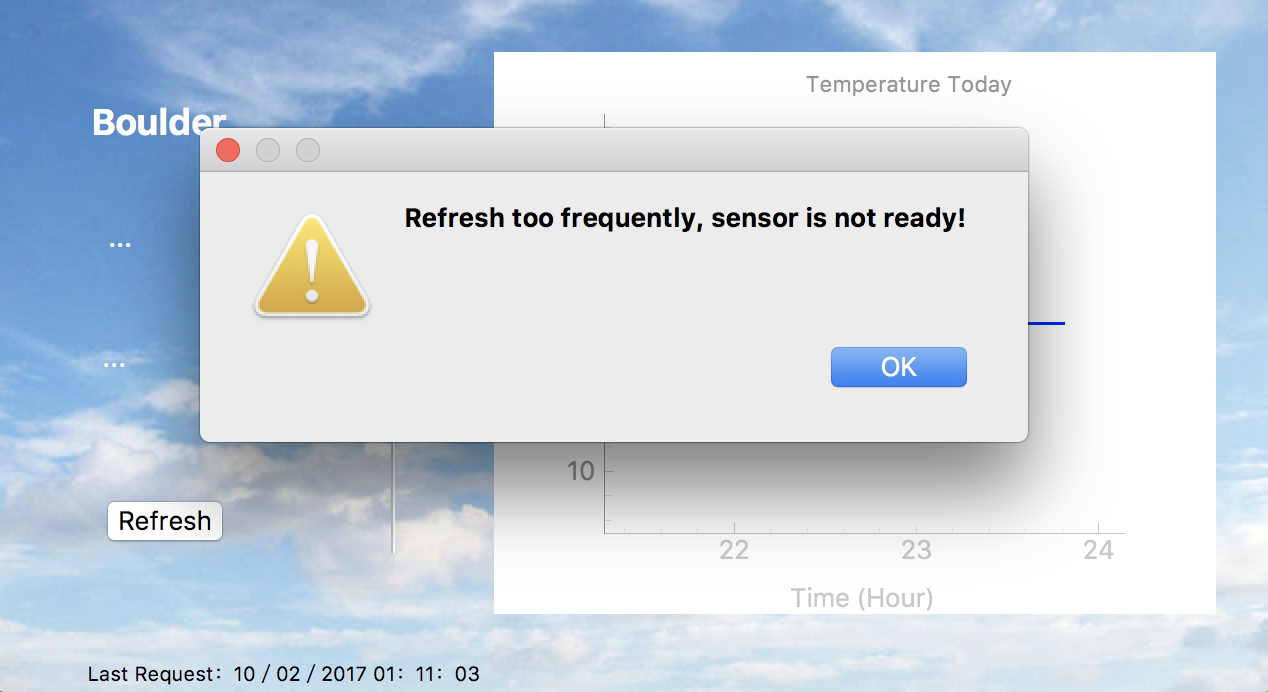 Temperature Today
Boulder
Refresh too frequently, sensor is not ready!
...
...
OK
10
Refresh
22 23 24
Time (Hour)
Last Request: 10 / 02 / 2017 01: 11: 03